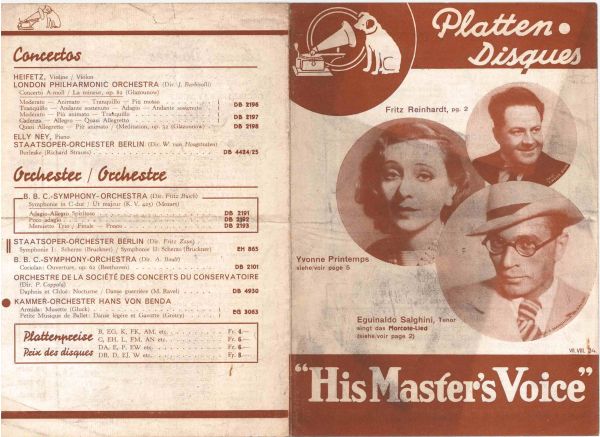 Concertos
HEIFETZ, Violine / Violon
LONDON PHILHARMONIC ORCHESTRA (Dir. J. Barbirolli)
Concerto A-moll / La mineur, op. 82 (Glazounow)
Moderato — Animato — Tranquillo — Piu mosso
Tranquillo — Andante sostenuto — Adagio — Andante sostenuto DB 2196
Moderato — Piu animato — Tranquillo
Cadenza — Allegro — Quasi Allegretto DB 2197
Quasi Allegretto — Più animato / (Meditation, op. 32 (Glazounow) DB 2198
ELLY NEY, Piano
STAATSOPER-ORCHESTER BERLIN (Dir. W. van Hoogstraten)
Burleske (Richard Strauss) DB 4424/25
Orchester / Orchestre
B. B. C.-SYMPHONY-ORCHESTRA (Dir. Fritz Busch)
Symphonie in C-dur / Ut majeur (K. V. 425) (Mozart)
Adagio-Allegro Spiritoso DB 2191
Poco adagio DB 2192
Menuetto Trio / Finale — Presto DB 2193
STAATSOPER-ORCHESTER BERLIN (Dir. Fritz Zaun)
Symphonie I: Scherzo (Bruckner) / Symphonie II: Scherzo (Bruckner) EH 865
B. B. C.-SYMPHONY-ORCHESTRA (Dir. A. Boult)
Coriolan: Ouverture, op. 62 (Beethoven) DB 2101
ORCHESTRE DE LA SOCIÉTÉ DES CONCERTS DU CONSERVATOIRE
(Dir. P. Coppola)
Daphnis et Chloé: Nocturne / Danse guerrière (M. Ravel) DB 4930
KAMMER-ORCHESTER HANS VON BENDA
Armida: Musette (Gluck)
Petite Musique de Ballet: Danse légère et Gavotte (Gretry) EG 3063
Plattenpreise
Prix des disques
B, EG, K, FK, AM, etc. Fr. 4.—
C, EH, L, FM, AN etc. Fr. 5.—
DA, E, P, EW etc. Fr. 6.—
DB, D, EJ, W etc. Fr. 8.—
Platten •
Disques
Fritz Reinhardt, pg. 2
Yvonne Printemps
siehe/voir page 5
Eguinaldo Salghini, Tenor
singt das Morcote-Lied
(siehe/voir page 2)
VII.VIII. 34.
"His Master's Voice"